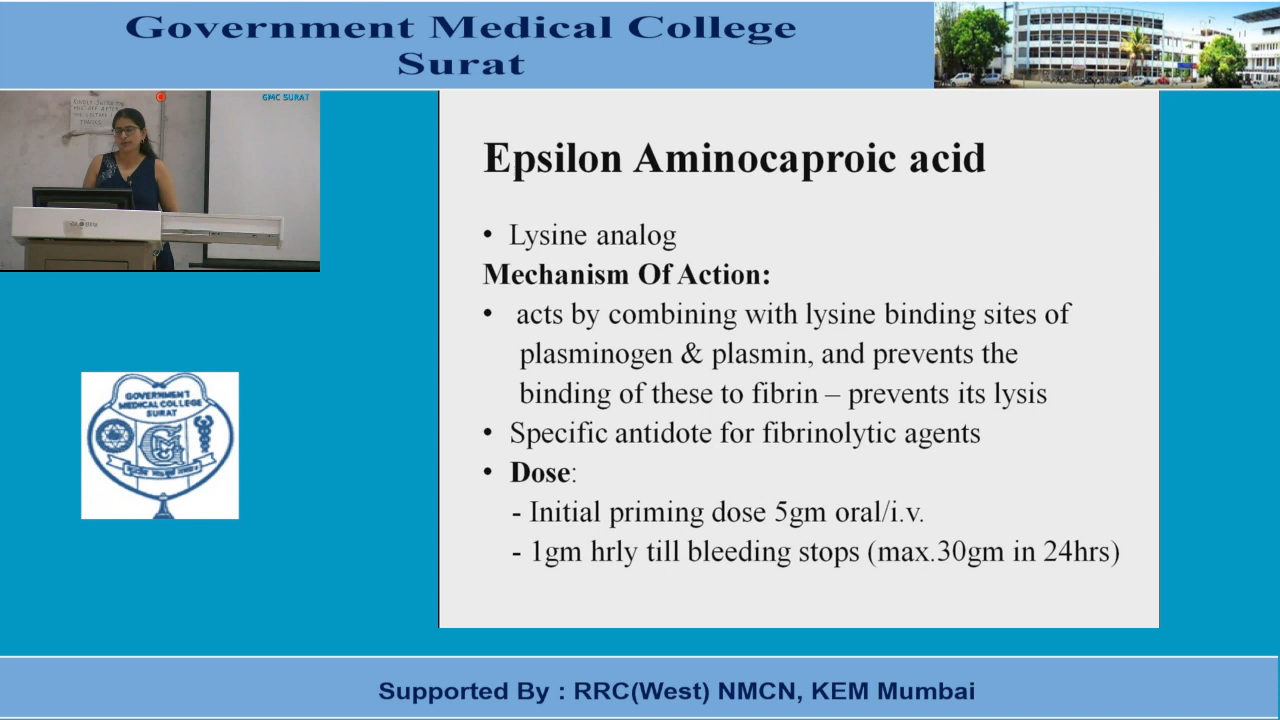 Government Medical College
Surat
GMC SURAT
Epsilon Aminocaproic acid
• Lysine analog
Mechanism Of Action:
• acts by combining with lysine binding sites of
plasminogen & plasmin, and prevents the
binding of these to fibrin – prevents its lysis
• Specific antidote for fibrinolytic agents
• Dose:
- Initial priming dose 5gm oral/i.v.
- 1gm hrly till bleeding stops (max.30gm in 24hrs)
GOVERNMENT
MEDICAL COLLEGE
SURAT
Supported By : RRC(West) NMCN, KEM Mumbai